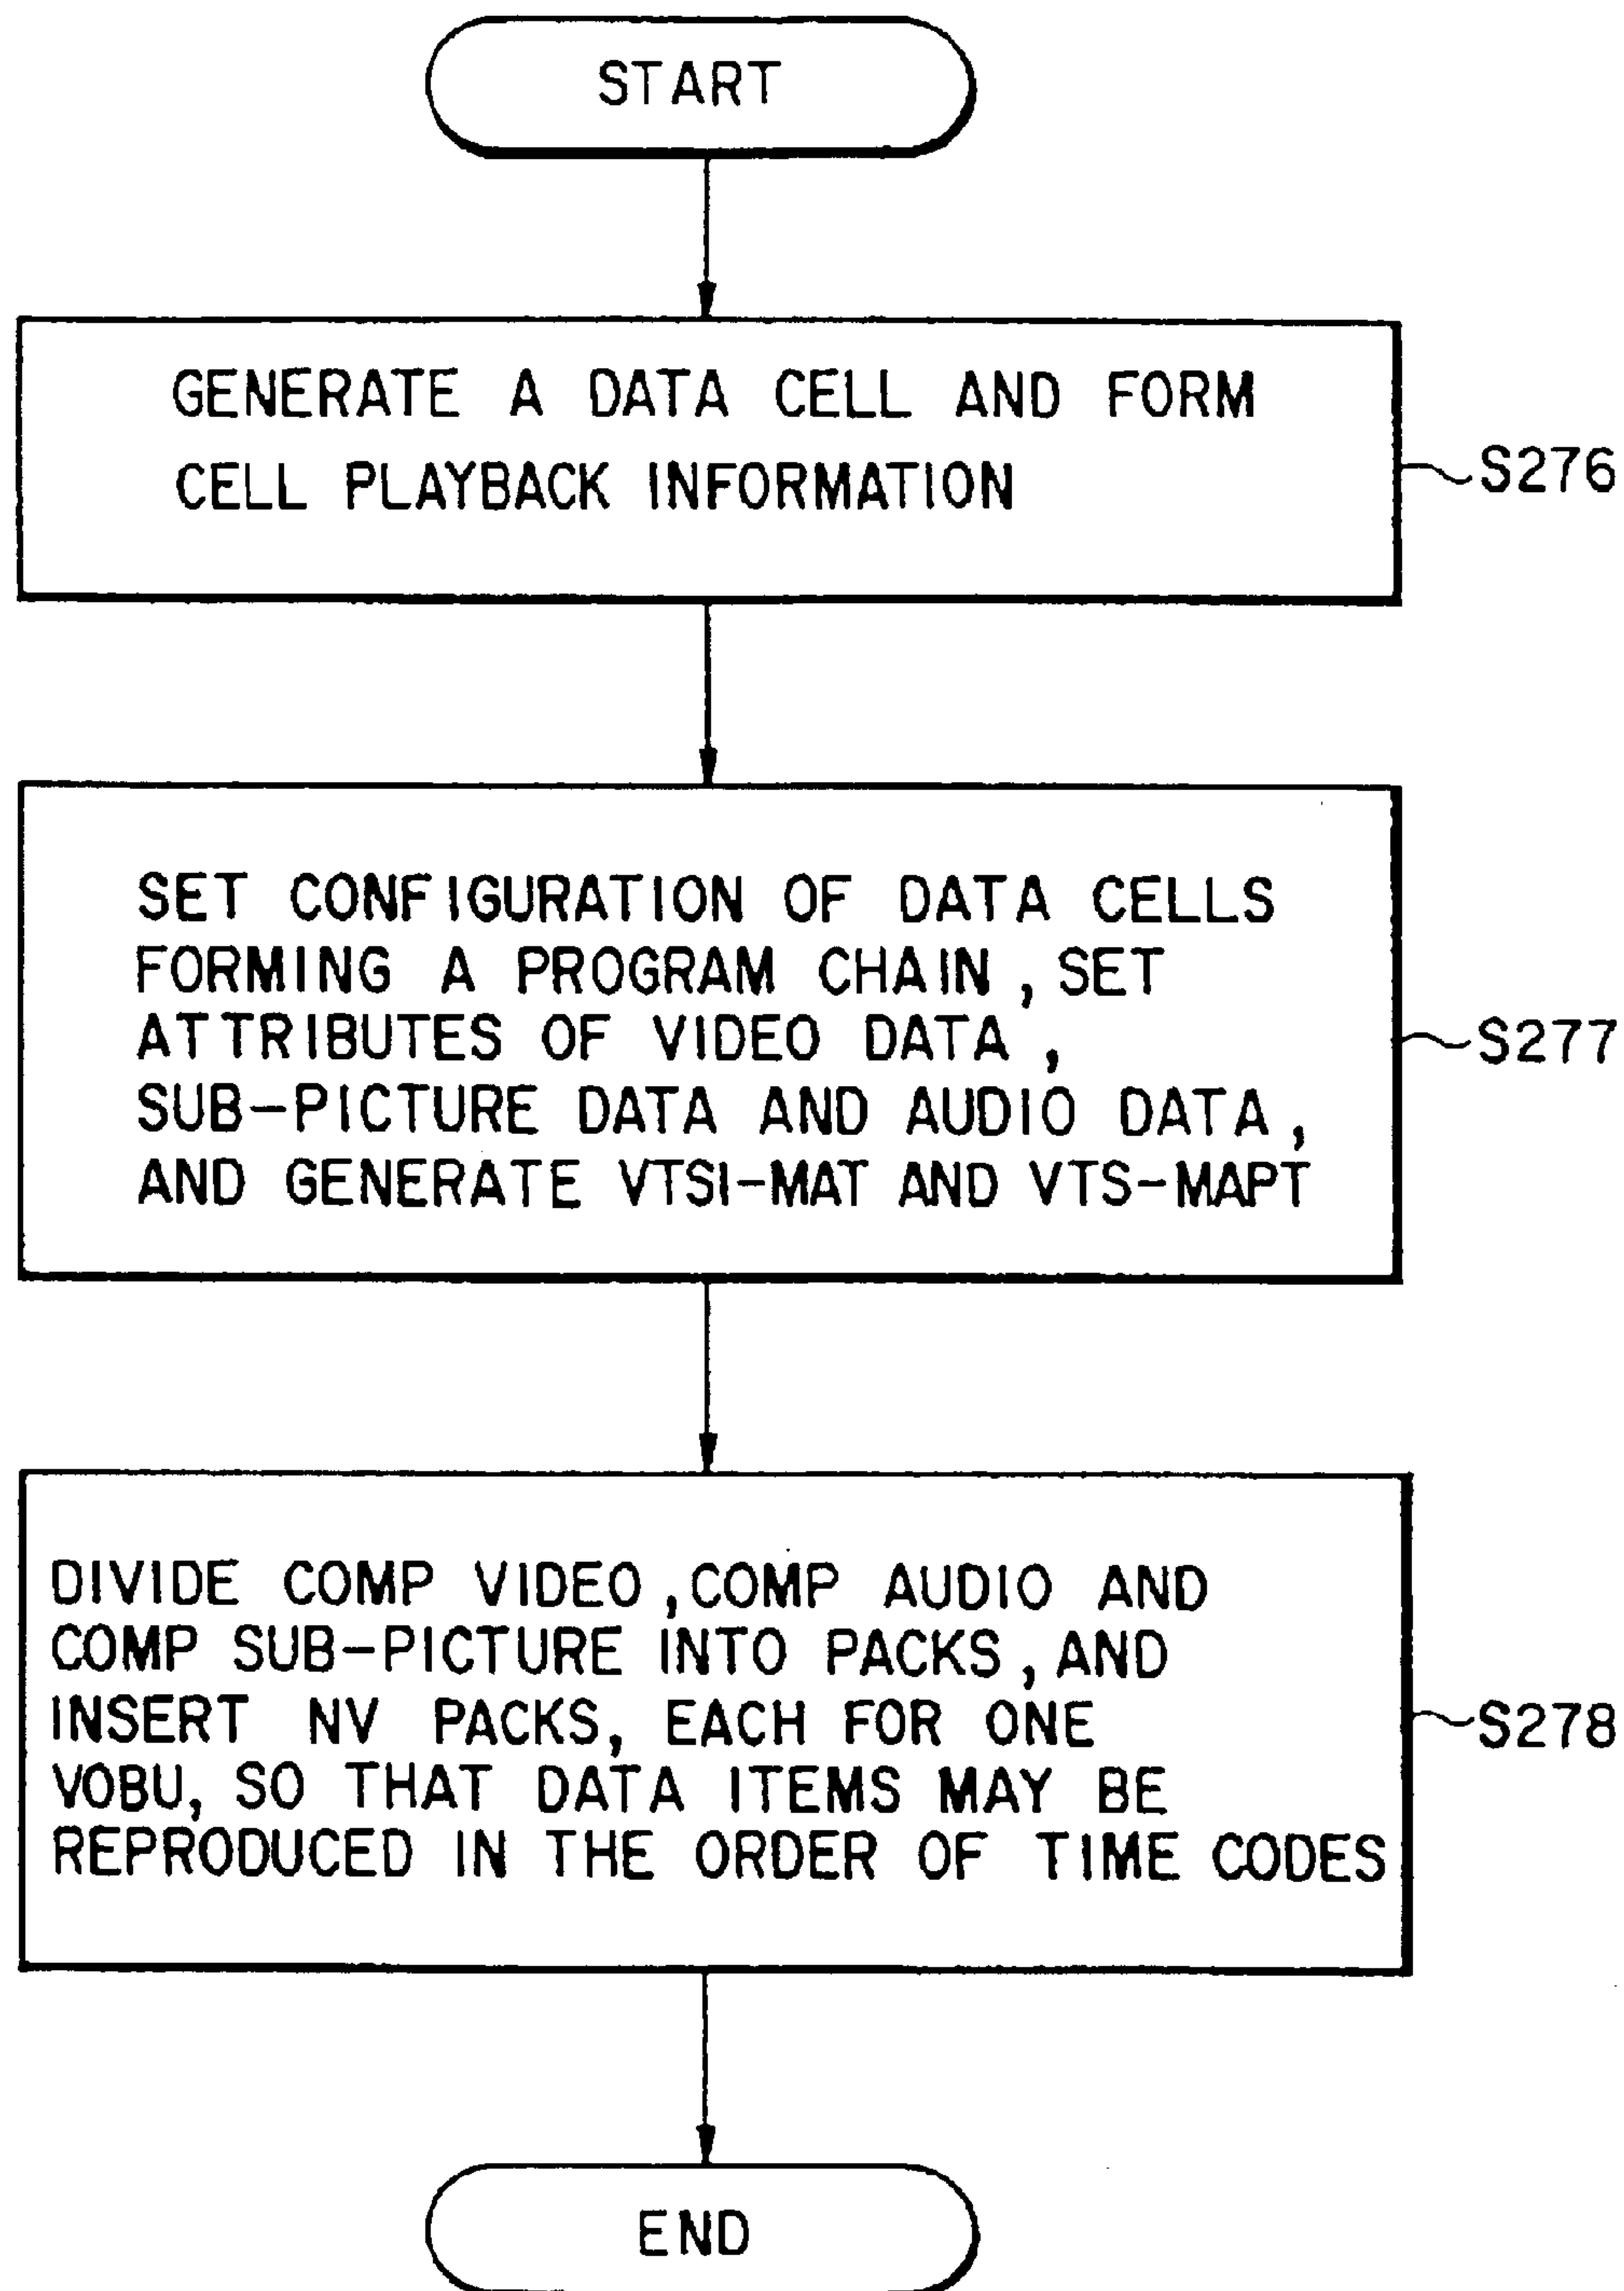 START
GENERATE A DATA CELL AND FORM
CELL PLAYBACK INFORMATION
S276
SET CONFIGURATION OF DATA CELLS
FORMING A PROGRAM CHAIN, SET
ATTRIBUTES OF VIDEO DATA,
SUB-PICTURE DATA AND AUDIO DATA,
AND GENERATE VTSI-MAT AND VTS-MAPT
S277
DIVIDE COMP VIDEO, COMP AUDIO AND
COMP SUB-PICTURE INTO PACKS, AND
INSERT NV PACKS, EACH FOR ONE
VOBU, SO THAT DATA ITEMS MAY BE
REPRODUCED IN THE ORDER OF TIME CODES
S278
END